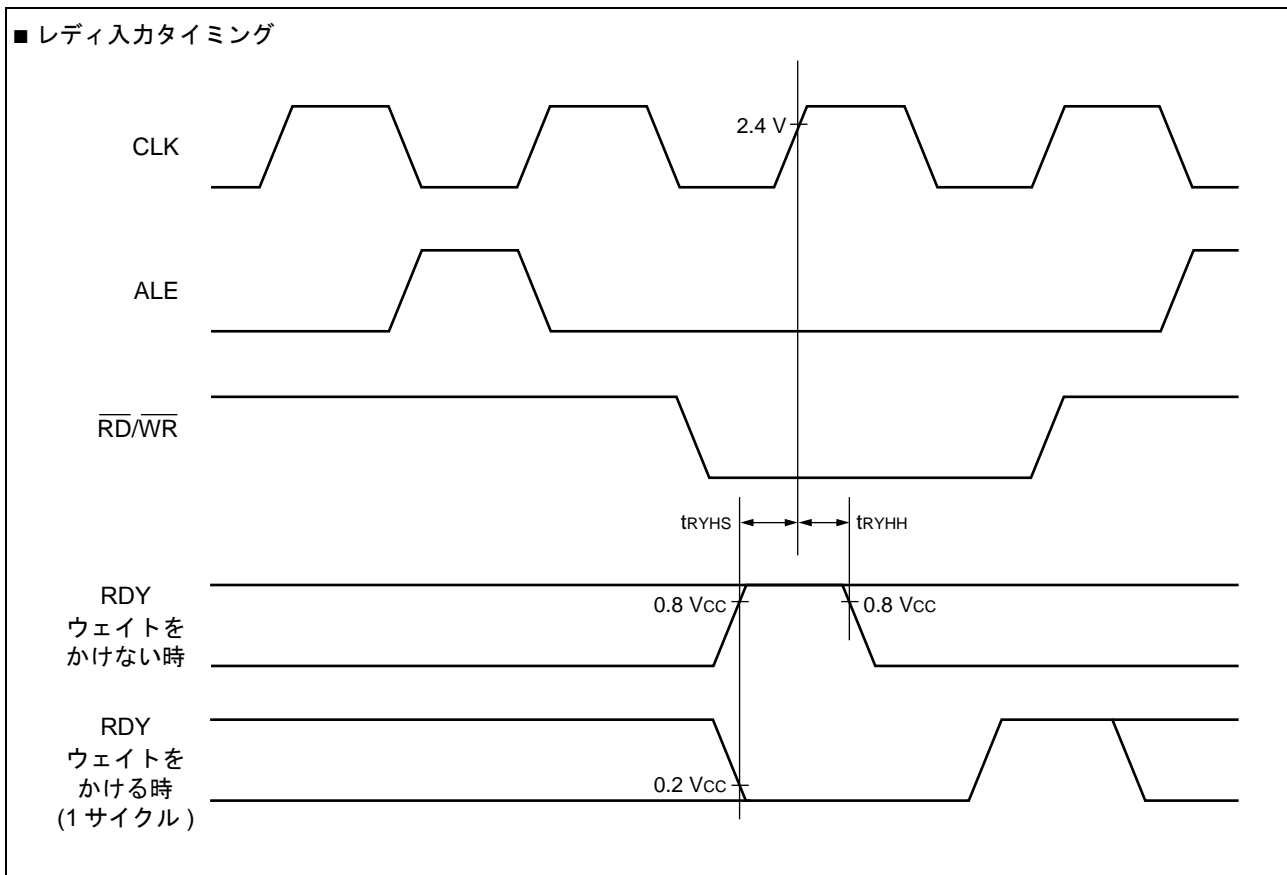 ■ レディ入力タイミング
CLK
2.4 V
ALE
RD/WR
tRYHS
tRYHH
RDY
ウェイトを
かけない時
0.8 VCC
0.8 VCC
RDY
ウェイトを
かける時
(1 サイクル )
0.2 VCC